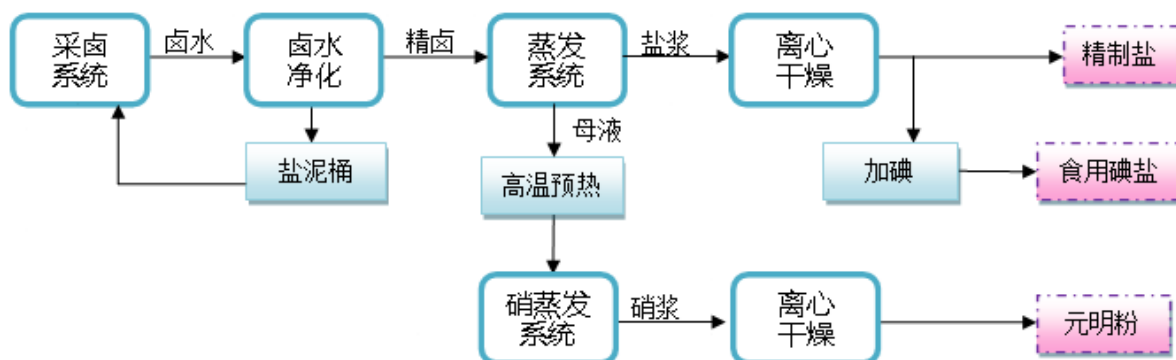 采卤
系统
卤水
卤水
净化
精卤
蒸发
系统
盐浆
离心
干燥
精制盐
母液
盐泥桶
高温预热
加碘
食用碘盐
硝蒸发
系统
硝浆
离心
干燥
元明粉